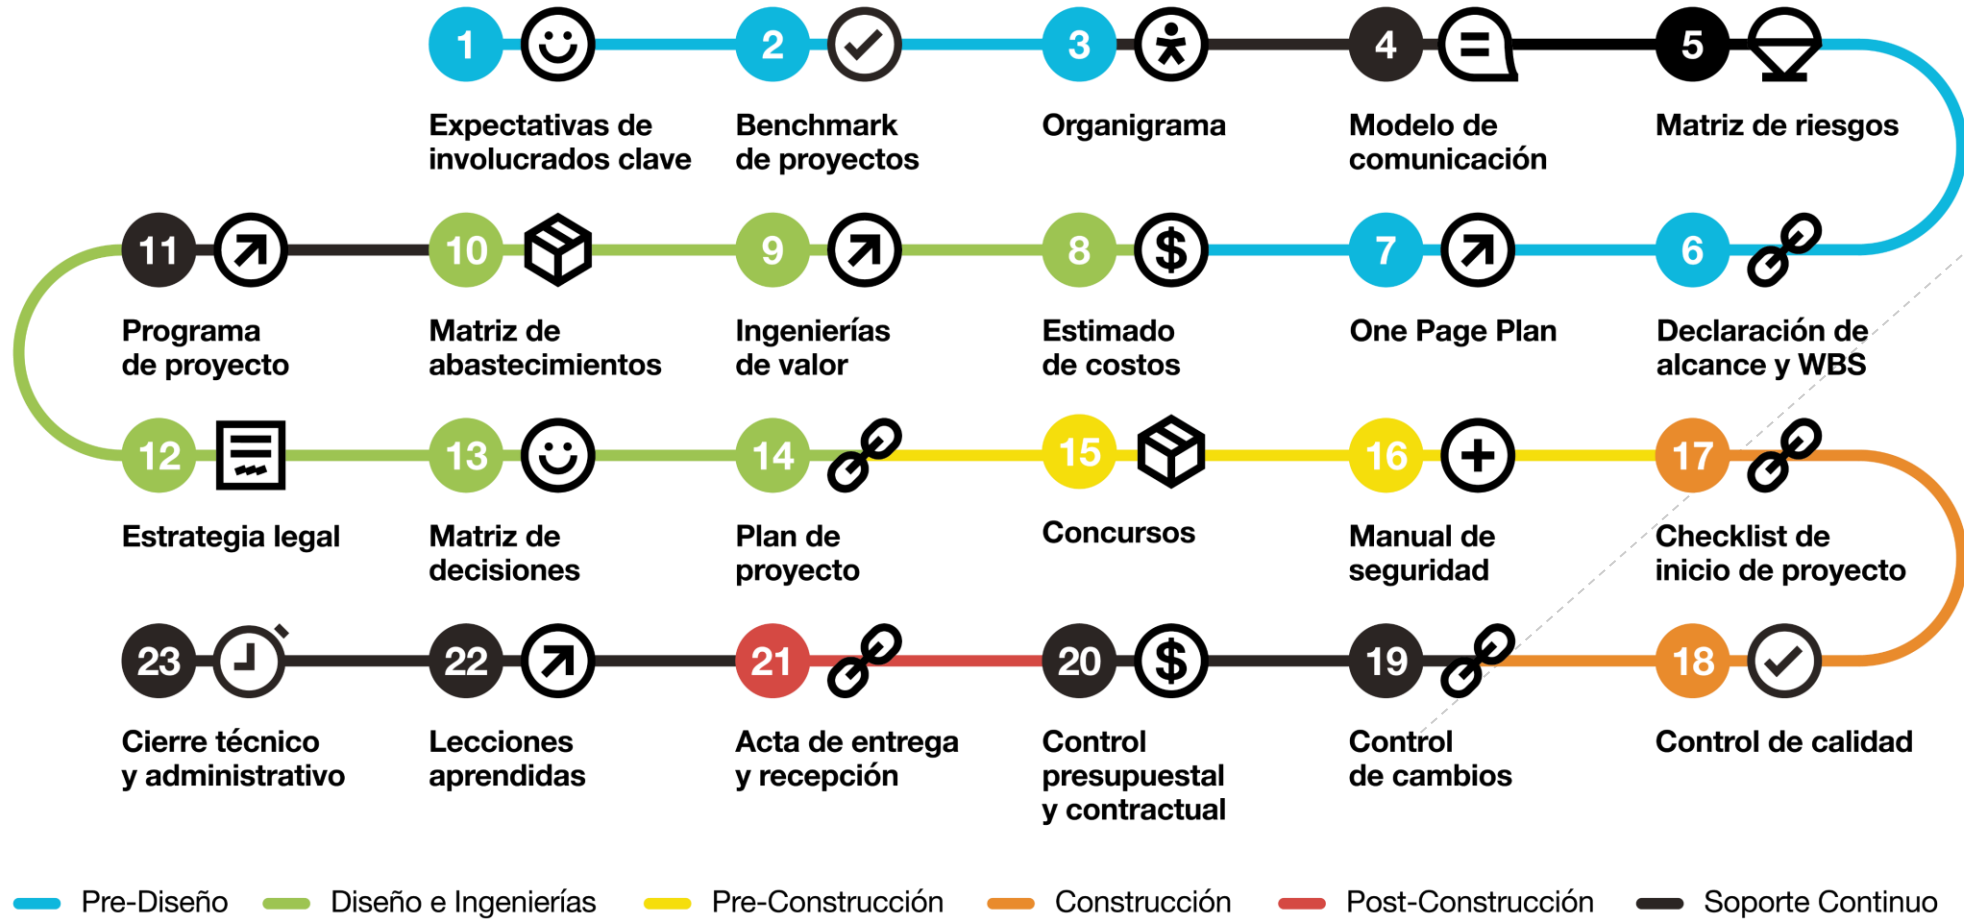 1
2
3
4
5
Expectativas de
involucrados clave
Benchmark
de proyectos
Organigrama
Modelo de
comunicación
Matriz de riesgos
11
10
9
8
$
7
6
Programa
de proyecto
Matriz de
abastecimientos
Ingenierías
de valor
Estimado
de costos
One Page Plan
Declaración de
alcance y WBS
12
13
14
15
16
17
Estrategia legal
Matriz de
decisiones
Plan de
proyecto
Concursos
Manual de
seguridad
Checklist de
inicio de proyecto
23
22
21
20
$
19
18
Cierre técnico
y administrativo
Lecciones
aprendidas
Acta de entrega
y recepción
Control
presupuestal
y contractual
Control
de cambios
Control de calidad
Pre-Diseño
Diseño e Ingenierías
Pre-Construcción
Construcción
Post-Construcción
Soporte Continuo